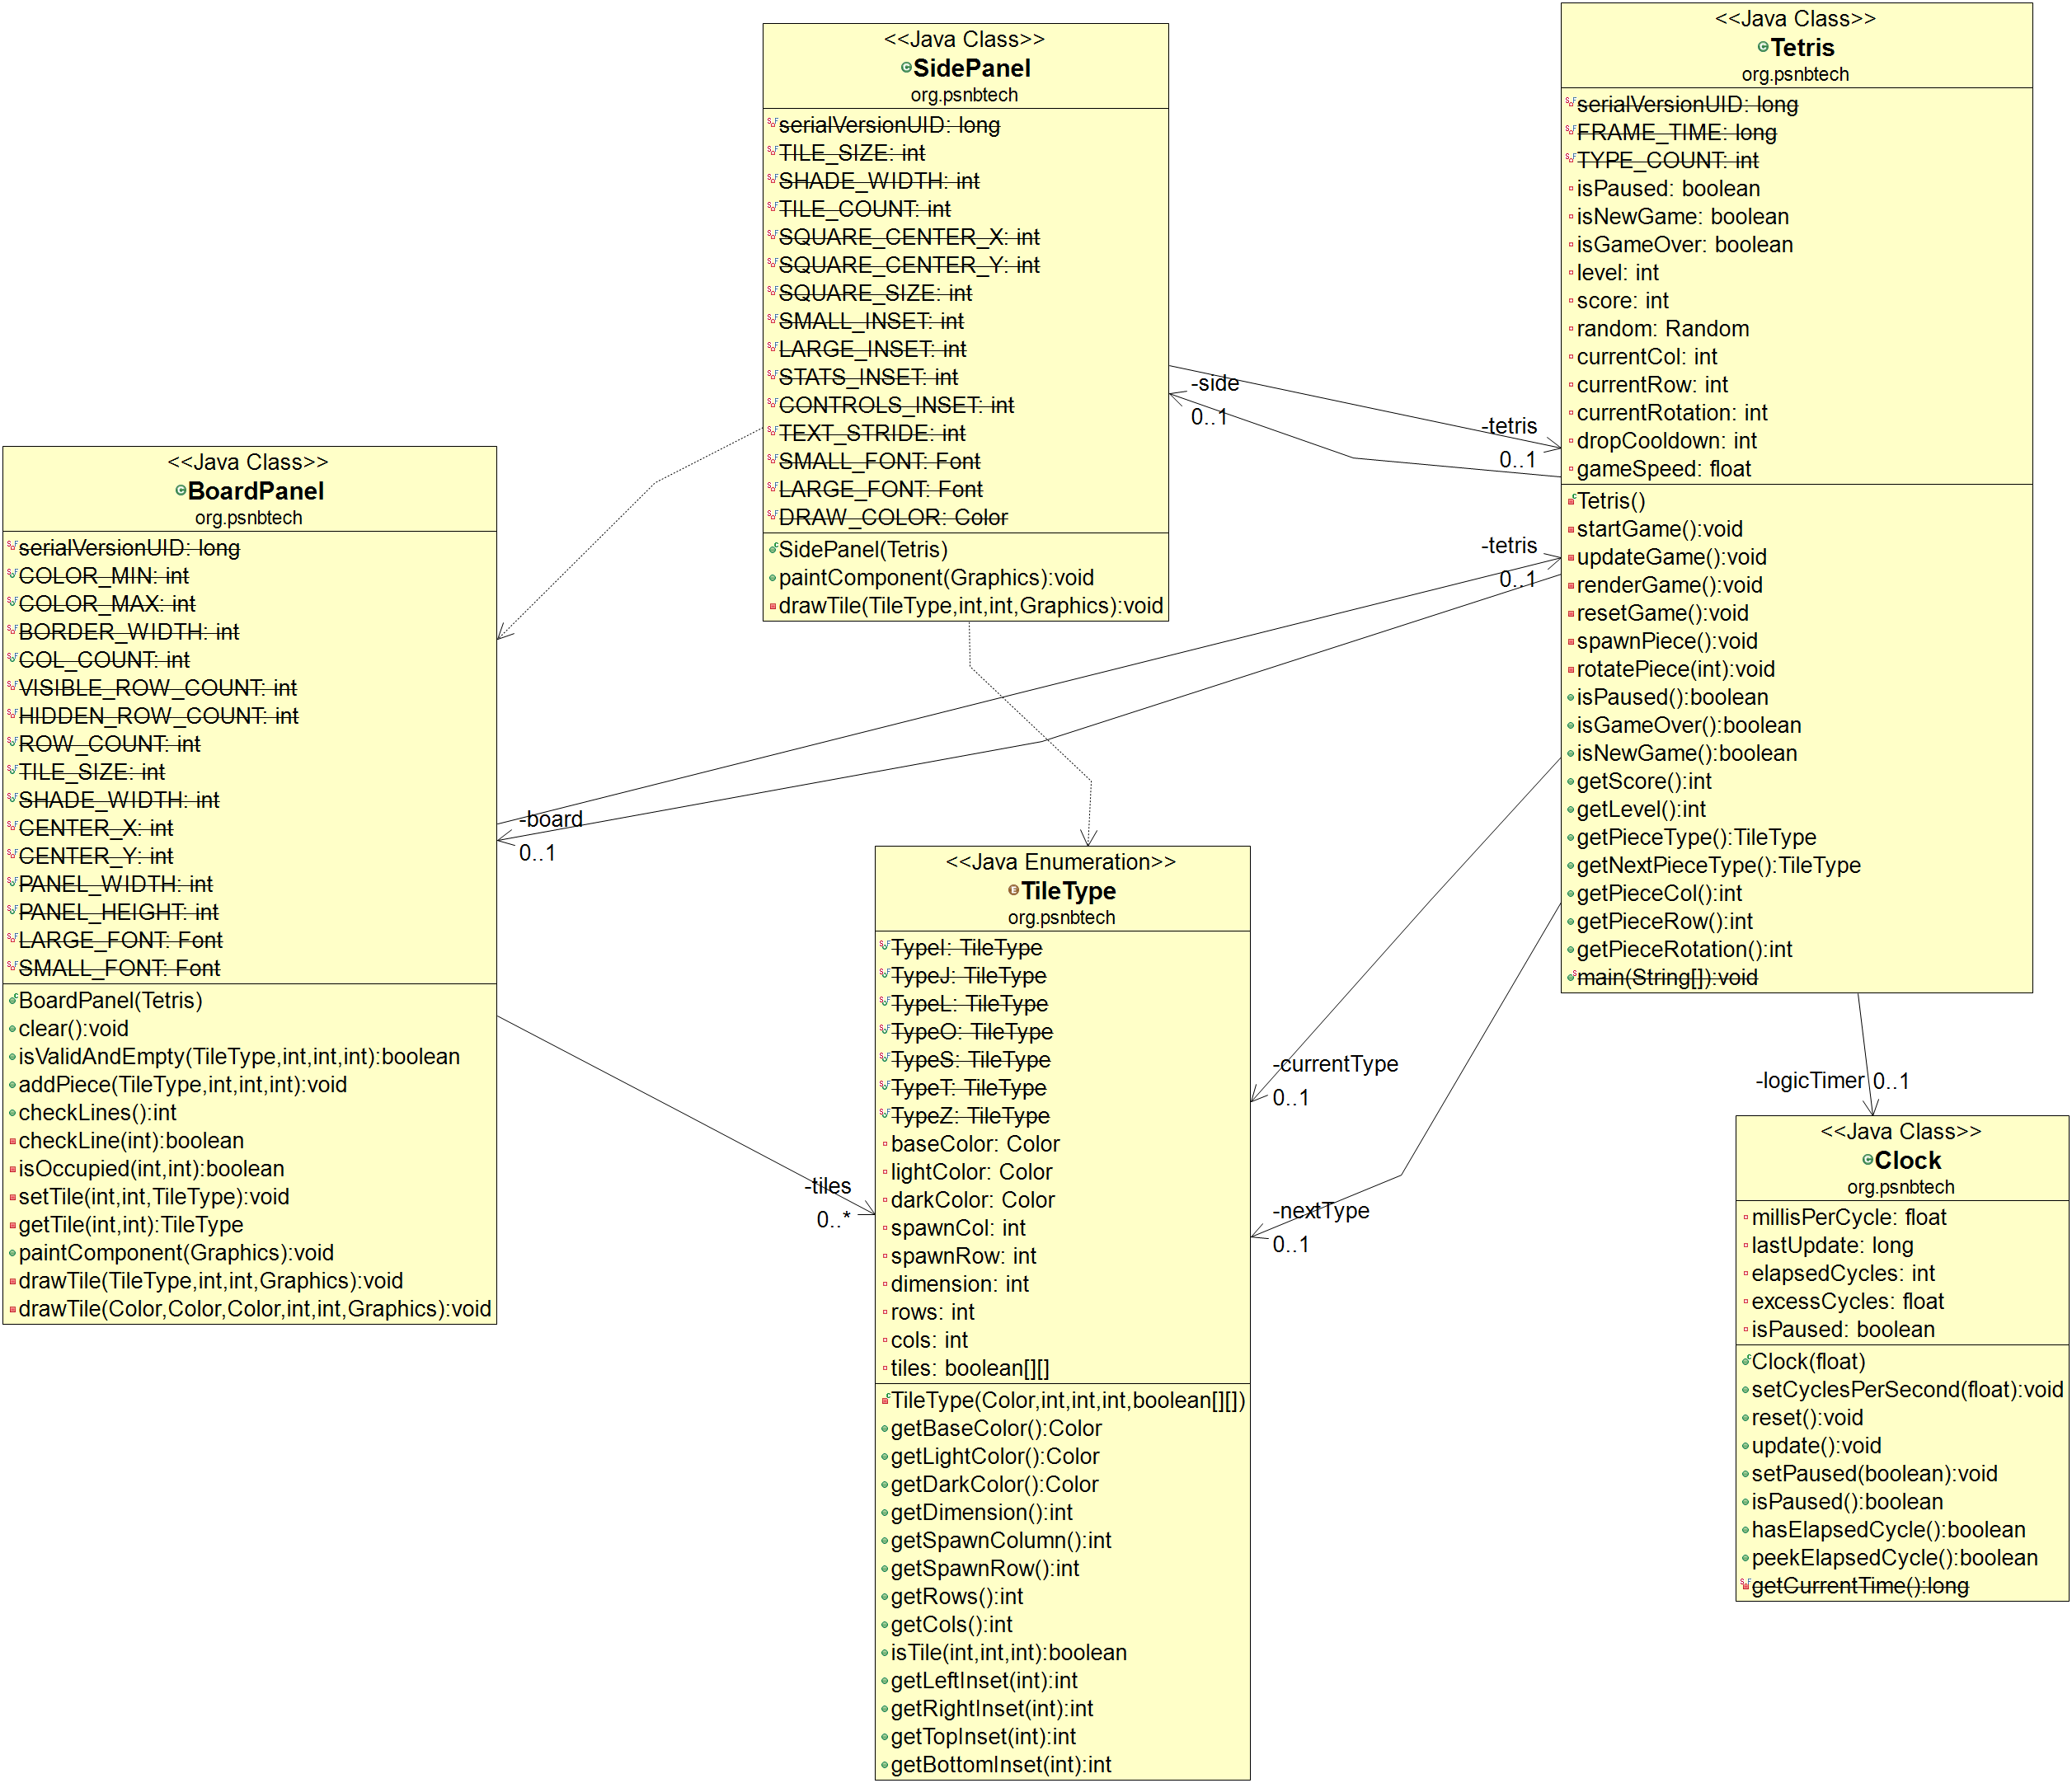 <<Java Class>>
SidePanel
org.psnbtech
serialVersionUID: long
TILE_SIZE: int
SHADE_WIDTH: int
TILE_COUNT: int
SQUARE_CENTER_X: int
SQUARE_CENTER_Y: int
SQUARE_SIZE: int
SMALL_INSET: int
LARGE_INSET: int
STATS_INSET: int
CONTROLS_INSET: int
TEXT_STRIDE: int
SMALL_FONT: Font
LARGE_FONT: Font
DRAW_COLOR: Color
SidePanel(Tetris)
paintComponent(Graphics):void
drawTile(TileType,int,int,Graphics):void
<<Java Class>>
Tetris
org.psnbtech
serialVersionUID: long
FRAME_TIME: long
TYPE_COUNT: int
isPaused: boolean
isNewGame: boolean
isGameOver: boolean
level: int
score: int
random: Random
currentCol: int
currentRow: int
currentRotation: int
dropCooldown: int
gameSpeed: float
Tetris()
startGame():void
updateGame():void
renderGame():void
resetGame():void
spawnPiece():void
rotatePiece(int):void
isPaused():boolean
isGameOver():boolean
isNewGame():boolean
getScore():int
getLevel():int
getPieceType():TileType
getNextPieceType():TileType
getPieceCol():int
getPieceRow():int
getPieceRotation():int
main(String[]):void
-side
0..1
-tetris
0..1
-tetris
0..1
<<Java Class>>
BoardPanel
org.psnbtech
serialVersionUID: long
COLOR_MIN: int
COLOR_MAX: int
BORDER_WIDTH: int
COL_COUNT: int
VISIBLE_ROW_COUNT: int
HIDDEN_ROW_COUNT: int
ROW_COUNT: int
TILE_SIZE: int
SHADE_WIDTH: int
CENTER_X: int
CENTER_Y: int
PANEL_WIDTH: int
PANEL_HEIGHT: int
LARGE_FONT: Font
SMALL_FONT: Font
BoardPanel(Tetris)
clear():void
isValidAndEmpty(TileType,int,int,int):boolean
addPiece(TileType,int,int,int):void
checkLines():int
checkLine(int):boolean
isOccupied(int,int):boolean
setTile(int,int,TileType):void
getTile(int,int):TileType
paintComponent(Graphics):void
drawTile(TileType,int,int,Graphics):void
drawTile(Color,Color,Color,int,int,Graphics):void
-board
0..1
-tiles
0..*
<<Java Enumeration>>
TileType
org.psnbtech
TypeI: TileType
TypeJ: TileType
TypeL: TileType
TypeO: TileType
TypeS: TileType
TypeT: TileType
TypeZ: TileType
baseColor: Color
lightColor: Color
darkColor: Color
spawnCol: int
spawnRow: int
dimension: int
rows: int
cols: int
tiles: boolean[][]
TileType(Color,int,int,int,boolean[][])
getBaseColor():Color
getLightColor():Color
getDarkColor():Color
getDimension():int
getSpawnColumn():int
getSpawnRow():int
getRows():int
getCols():int
isTile(int,int,int):boolean
getLeftInset(int):int
getRightInset(int):int
getTopInset(int):int
getBottomInset(int):int
-currentType
0..1
-nextType
0..1
-logicTimer 0..1
<<Java Class>>
Clock
org.psnbtech
millisPerCycle: float
lastUpdate: long
elapsedCycles: int
excessCycles: float
isPaused: boolean
Clock(float)
setCyclesPerSecond(float):void
reset():void
update():void
setPaused(boolean):void
isPaused():boolean
hasElapsedCycle():boolean
peekElapsedCycle():boolean
getCurrentTime():long